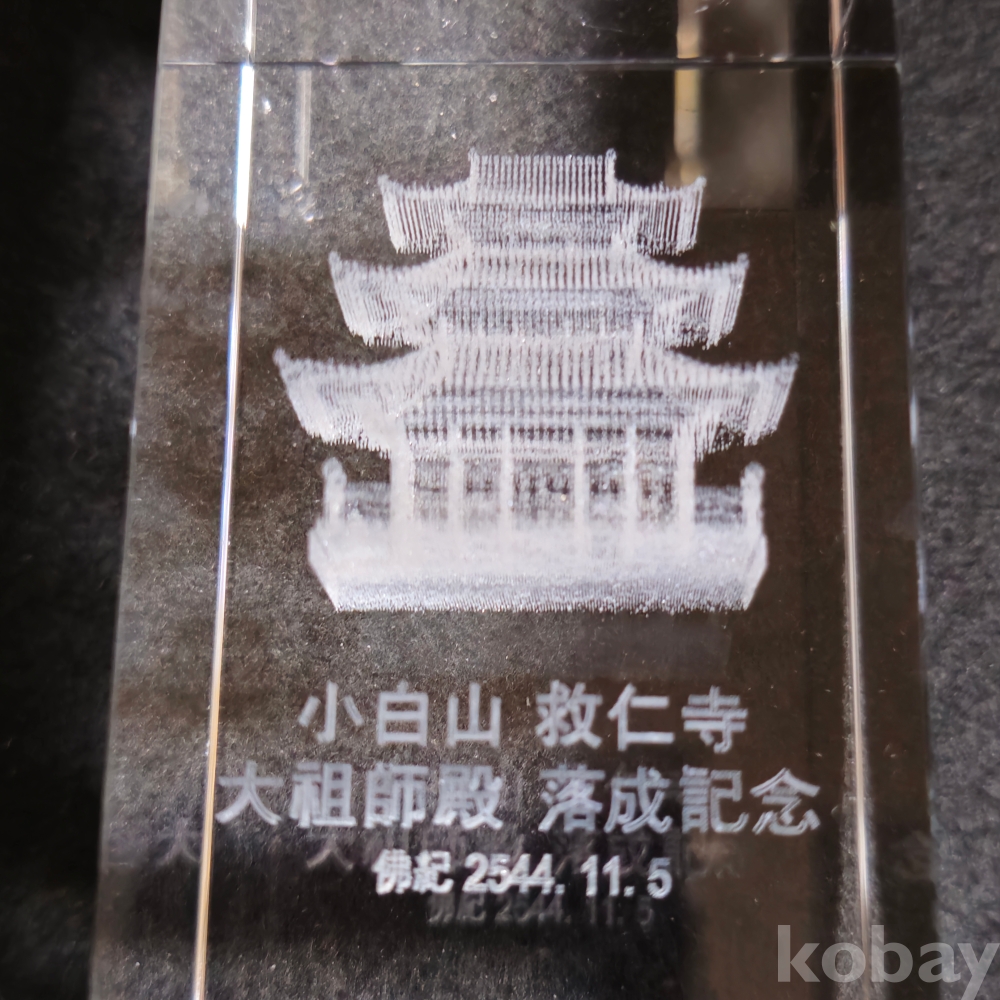 小白山 救仁寺
大祖師殿 落成記念
佛紀 2544. 11. 5
kobay